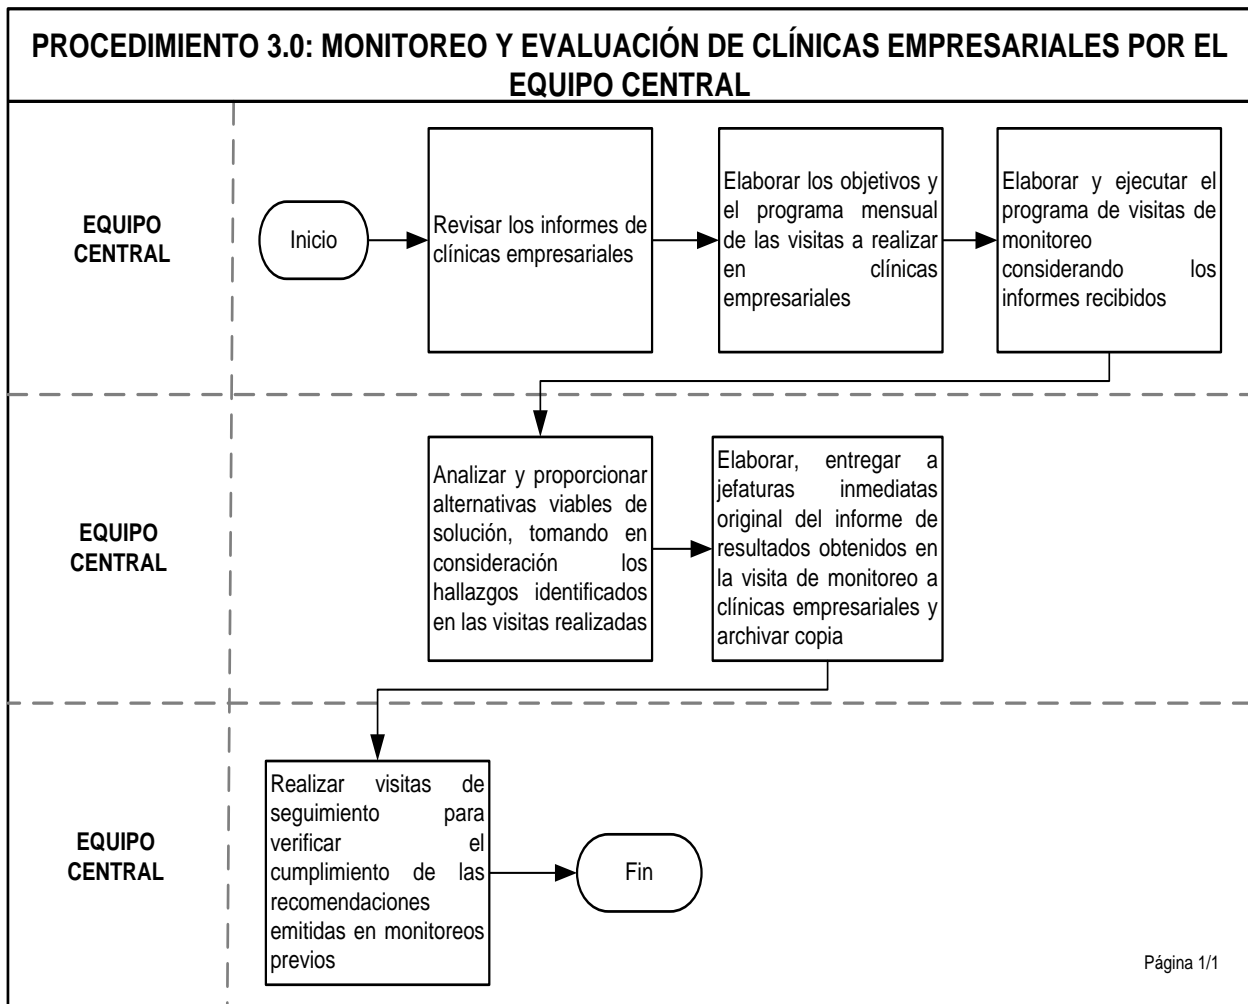 PROCEDIMIENTO 3.0: MONITOREO Y EVALUACIÓN DE CLÍNICAS EMPRESARIALES POR EL
EQUIPO CENTRAL
EQUIPO
CENTRAL
Inicio
Revisar los informes de
clínicas empresariales
Elaborar los objetivos y
el programa mensual
de las visitas a realizar
en clínicas
empresariales
Elaborar y ejecutar el
programa de visitas de
monitoreo
considerando los
informes recibidos
EQUIPO
CENTRAL
Analizar y proporcionar
alternativas viables de
solución, tomando en
consideración los
hallazgos identificados
en las visitas realizadas
Elaborar, entregar a
jefaturas inmediatas
original del informe de
resultados obtenidos en
la visita de monitoreo a
clínicas empresariales y
archivar copia
EQUIPO
CENTRAL
Realizar visitas de
seguimiento para
verificar el
cumplimiento de las
recomendaciones
emitidas en monitoreos
previos
Fin
Página 1/1